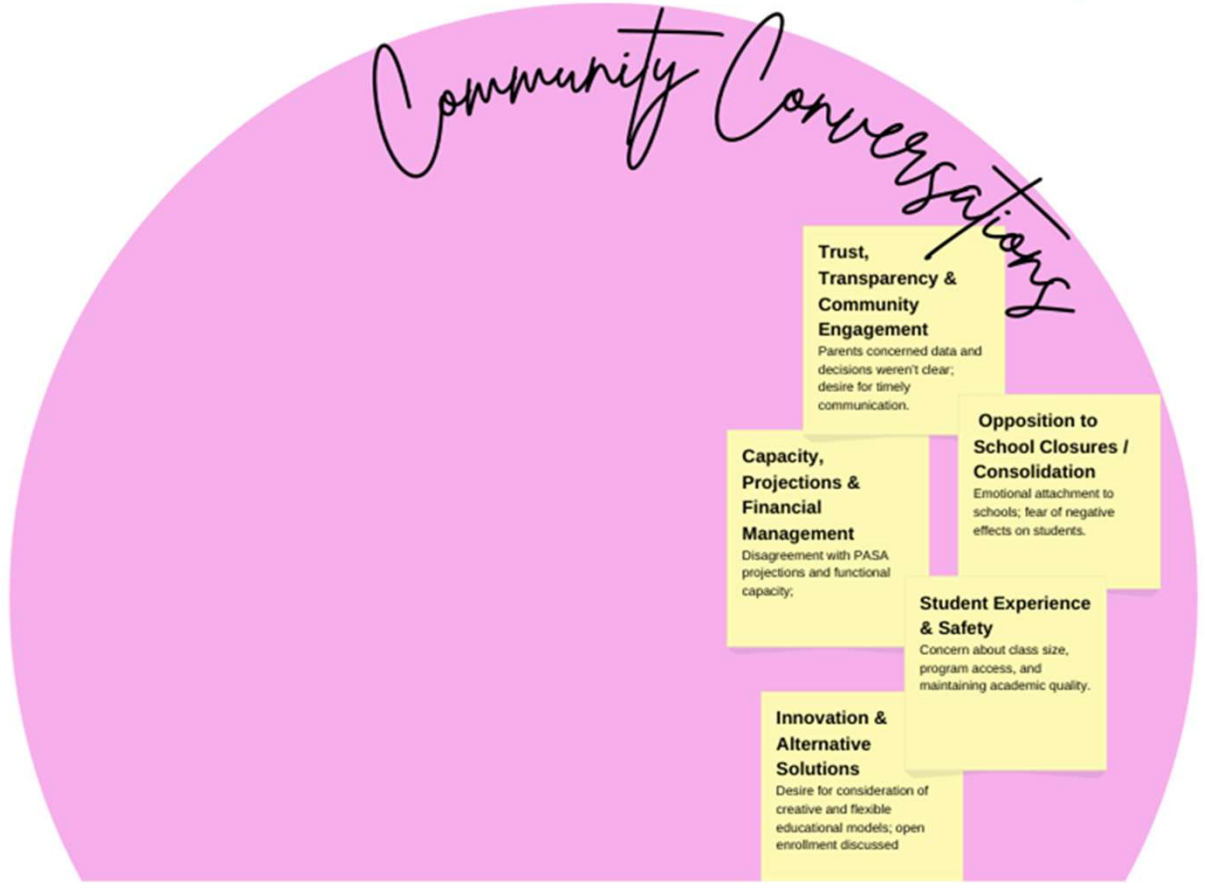 Community Conversations
Trust,
Transparency &
Community
Engagement
Parents concerned data and
decisions weren't clear;
desire for timely
communication.
Opposition to
School Closures /
Consolidation
Emotional attachment to
schools; fear of negative
effects on students.
Capacity,
Projections &
Financial
Management
Disagreement with PASA
projections and functional
capacity;
Student Experience
& Safety
Concern about class size,
program access, and
maintaining academic quality.
Innovation &
Alternative
Solutions
Desire for consideration of
creative and flexible
educational models; open
enrollment discussed